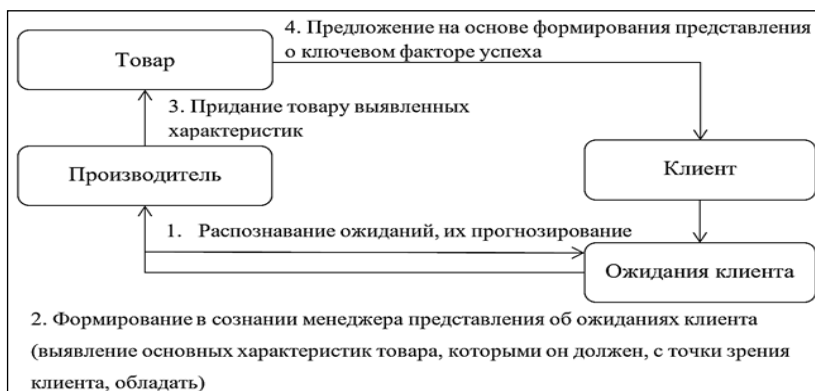 4. Предложение на основе формирования представления
о ключевом факторе успеха
Товар
3. Придание товару выявленных
характеристик
Производитель
Клиент
1. Распознавание ожиданий, их прогнозирование
Ожидания клиента
2. Формирование в сознании менеджера представления об ожиданиях клиента
(выявление основных характеристик товара, которыми он должен, с точки зрения
клиента, обладать)